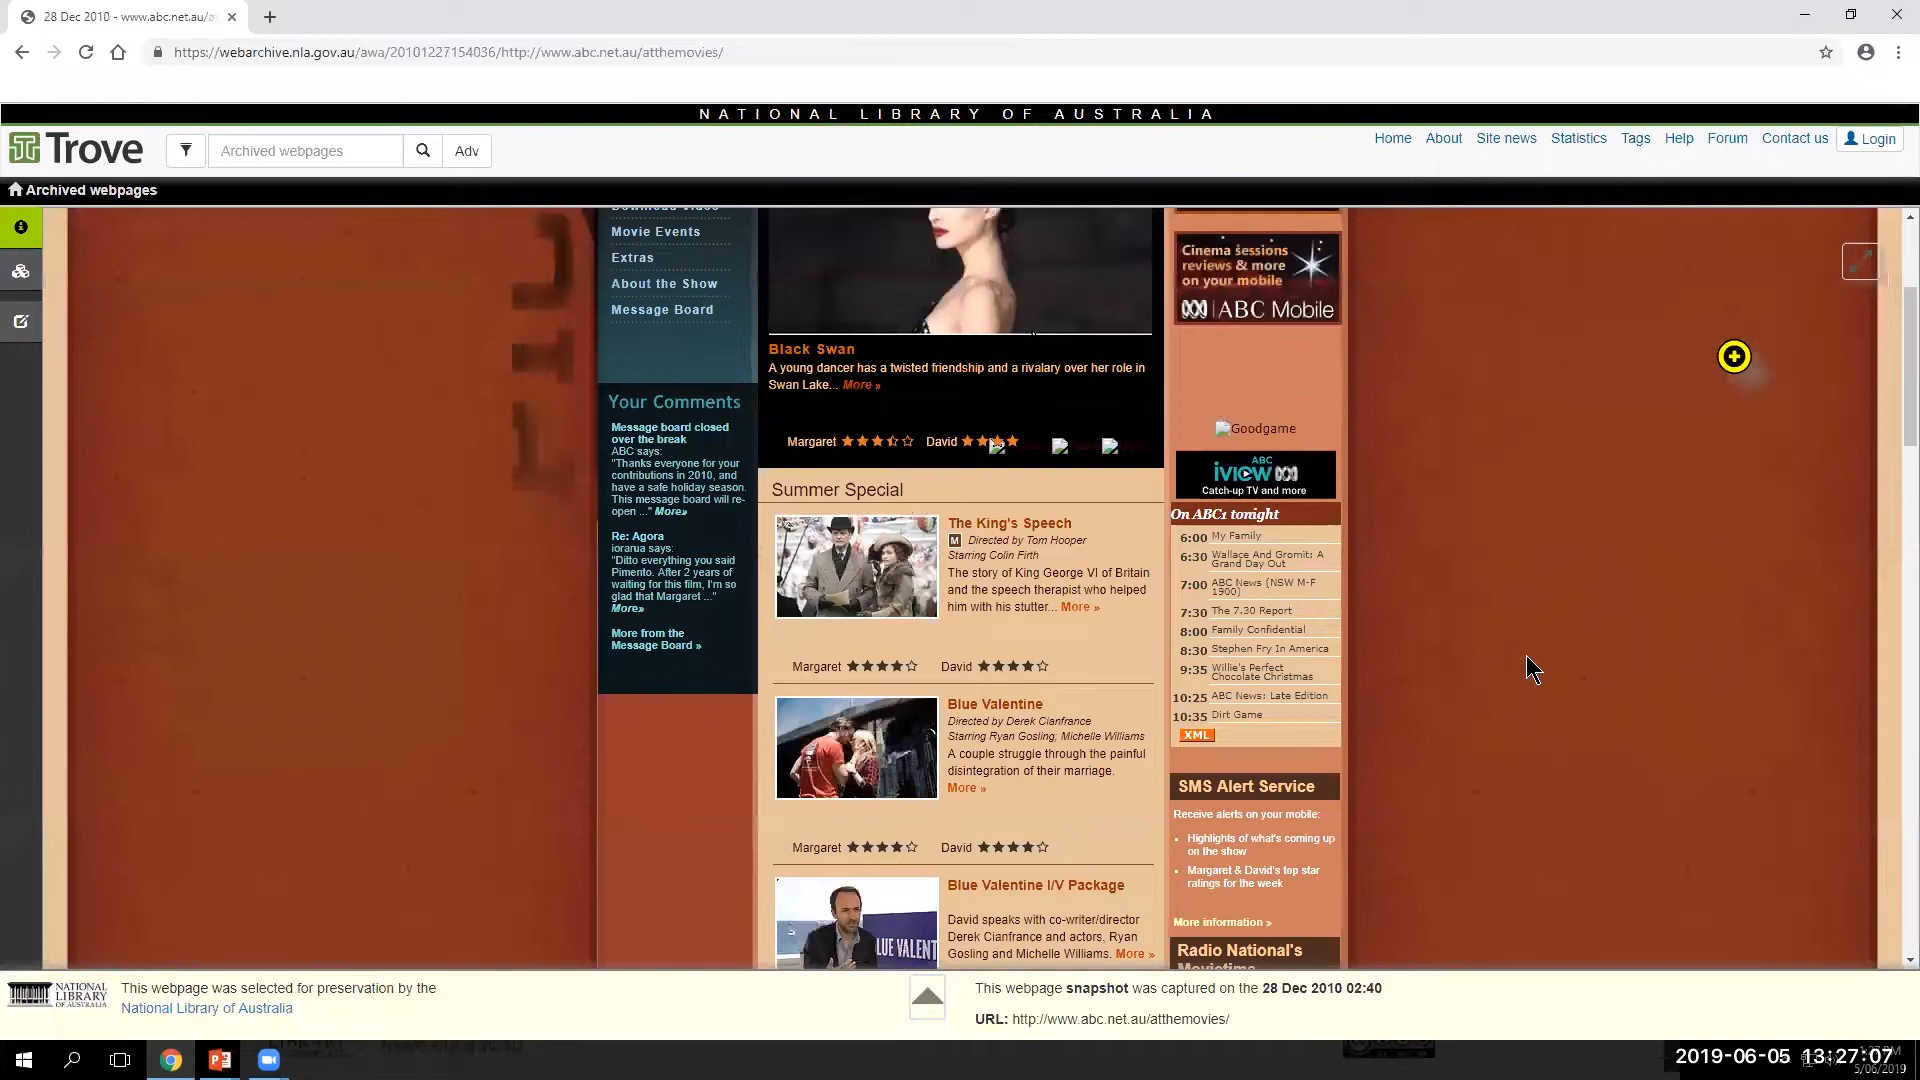 28 Dec 2010 - www.abc.net.au/a
https://webarchive.nla.gov.au/awa/20101227154036/http://www.abc.net.au/atthemovies/
NATIONAL LIBRARY OF AUSTRALIA
Trove
Archived webpages
Adv
Home About Site news Statistics Tags Help Forum Contact us Login
Archived webpages
Download Video
Movie Events
Extras
About the Show
Message Board
Your Comments
Message board closed
over the break
ABC says:
"Thanks everyone for your
contributions in 2010, and
have a safe holiday season.
This message board will re-
open ..." More»
Re: Agora
iorarua says:
"Ditto everything you said
Pimento. After 2 years of
waiting for this film, I'm so
glad that Margaret ..."
More»
More from the
Message Board »
Black Swan
A young dancer has a twisted friendship and a rivalary over her role in
Swan Lake... More »
Margaret ★★★☆ David ★★★★
Summer Special
The King's Speech
M Directed by Tom Hooper
Starring Colin Firth
The story of King George VI of Britain
and the speech therapist who helped
him with his stutter... More »
Margaret ★★★★☆ David ★★★★☆
Blue Valentine
Directed by Derek Cianfrance
Starring Ryan Gosling, Michelle Williams
A couple struggle through the painful
disintegration of their marriage.
More »
Margaret ★★★★☆ David ★★★★☆
Blue Valentine I/V Package
David speaks with co-writer/director
Derek Cianfrance and actors, Ryan
Gosling and Michelle Williams. More »
LUE VALENT
Cinema sessions
reviews & more
on your mobile
ABC Mobile
Goodgame
ABC
iview
Catch-up TV and more
On ABC1 tonight
6:00 My Family
6:30 Wallace And Gromit: A
Grand Day Out
7:00 ABC News (NSW M-F
1900)
7:30 The 7.30 Report
8:00 Family Confidential
8:30 Stephen Fry In America
9:35 Willie's Perfect
Chocolate Christmas
10:25 ABC News: Late Edition
10:35 Dirt Game
XML
SMS Alert Service
Receive alerts on your mobile:
Highlights of what's coming up
on the show
Margaret & David's top star
ratings for the week
More information »
Radio National's
Movietime
NATIONAL
LIBRARY
OF AUSTRALIA
This webpage was selected for preservation by the
National Library of Australia
This webpage snapshot was captured on the 28 Dec 2010 02:40
URL: http://www.abc.net.au/atthemovies/
2019-06-05 13:27:07
5/06/2019